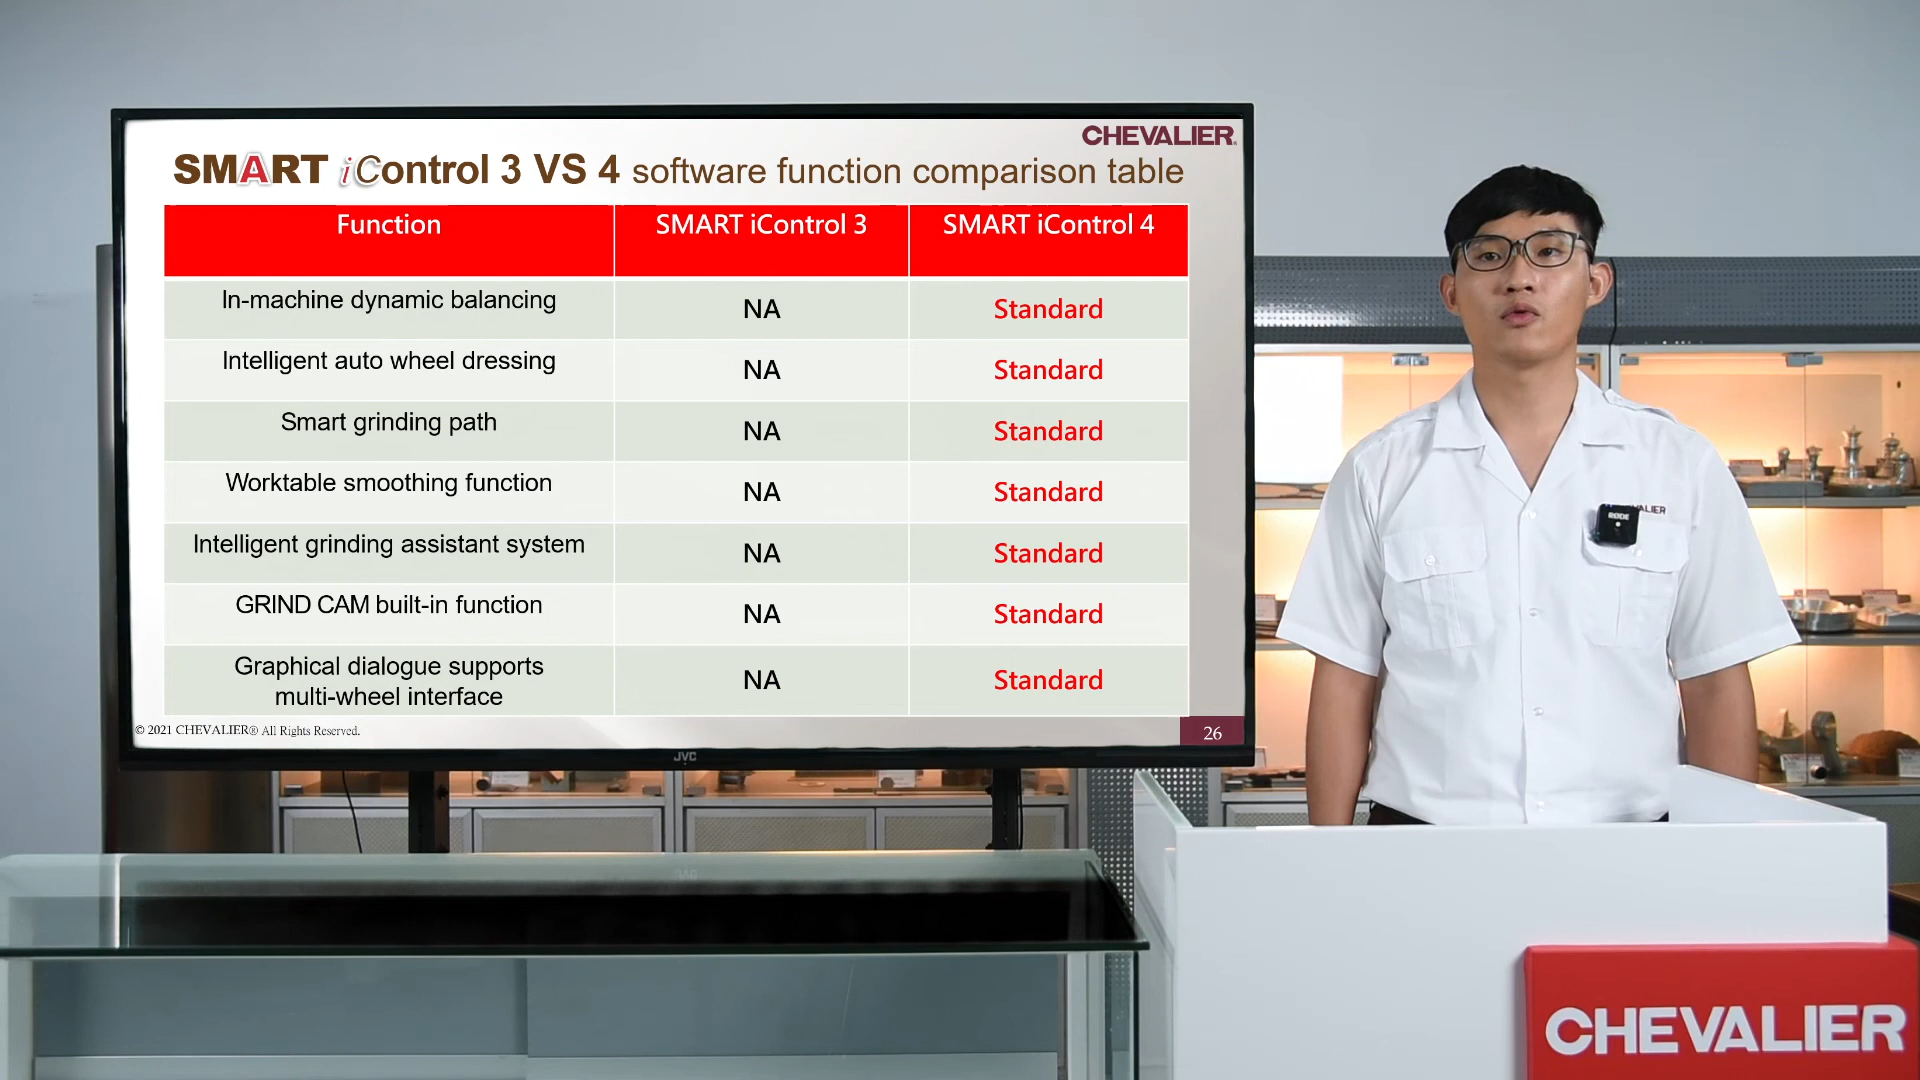 CHEVALIER
SMART iControl 3 VS 4 software function comparison table
Function SMART iControl 3 SMART iControl 4
In-machine dynamic balancing NA Standard
Intelligent auto wheel dressing NA Standard
Smart grinding path NA Standard
Worktable smoothing function NA Standard
Intelligent grinding assistant system NA Standard
GRIND CAM built-in function NA Standard
Graphical dialogue supports
multi-wheel interface NA Standard
© 2021 CHEVALIER® All Rights Reserved.
26
JVC
RØDE
VALIER
CHEVALIER